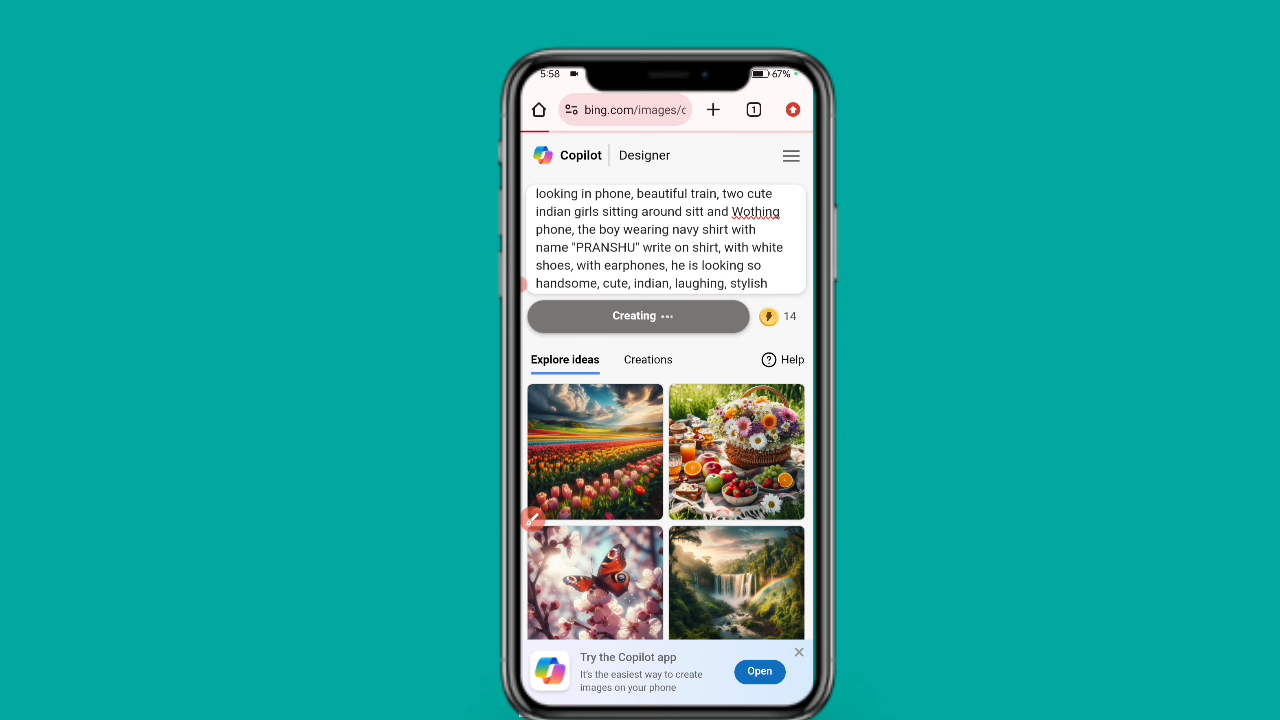 5:58
67%
bing.com/images/c
1
Copilot
Designer
looking in phone, beautiful train, two cute
indian girls sitting around sitt and Wothing
phone, the boy wearing navy shirt with
name "PRANSHU" write on shirt, with white
shoes, with earphones, he is looking so
handsome, cute, indian, laughing, stylish
Creating
14
Explore ideas
Creations
? Help
Try the Copilot app
It's the easiest way to create
images on your phone
Open